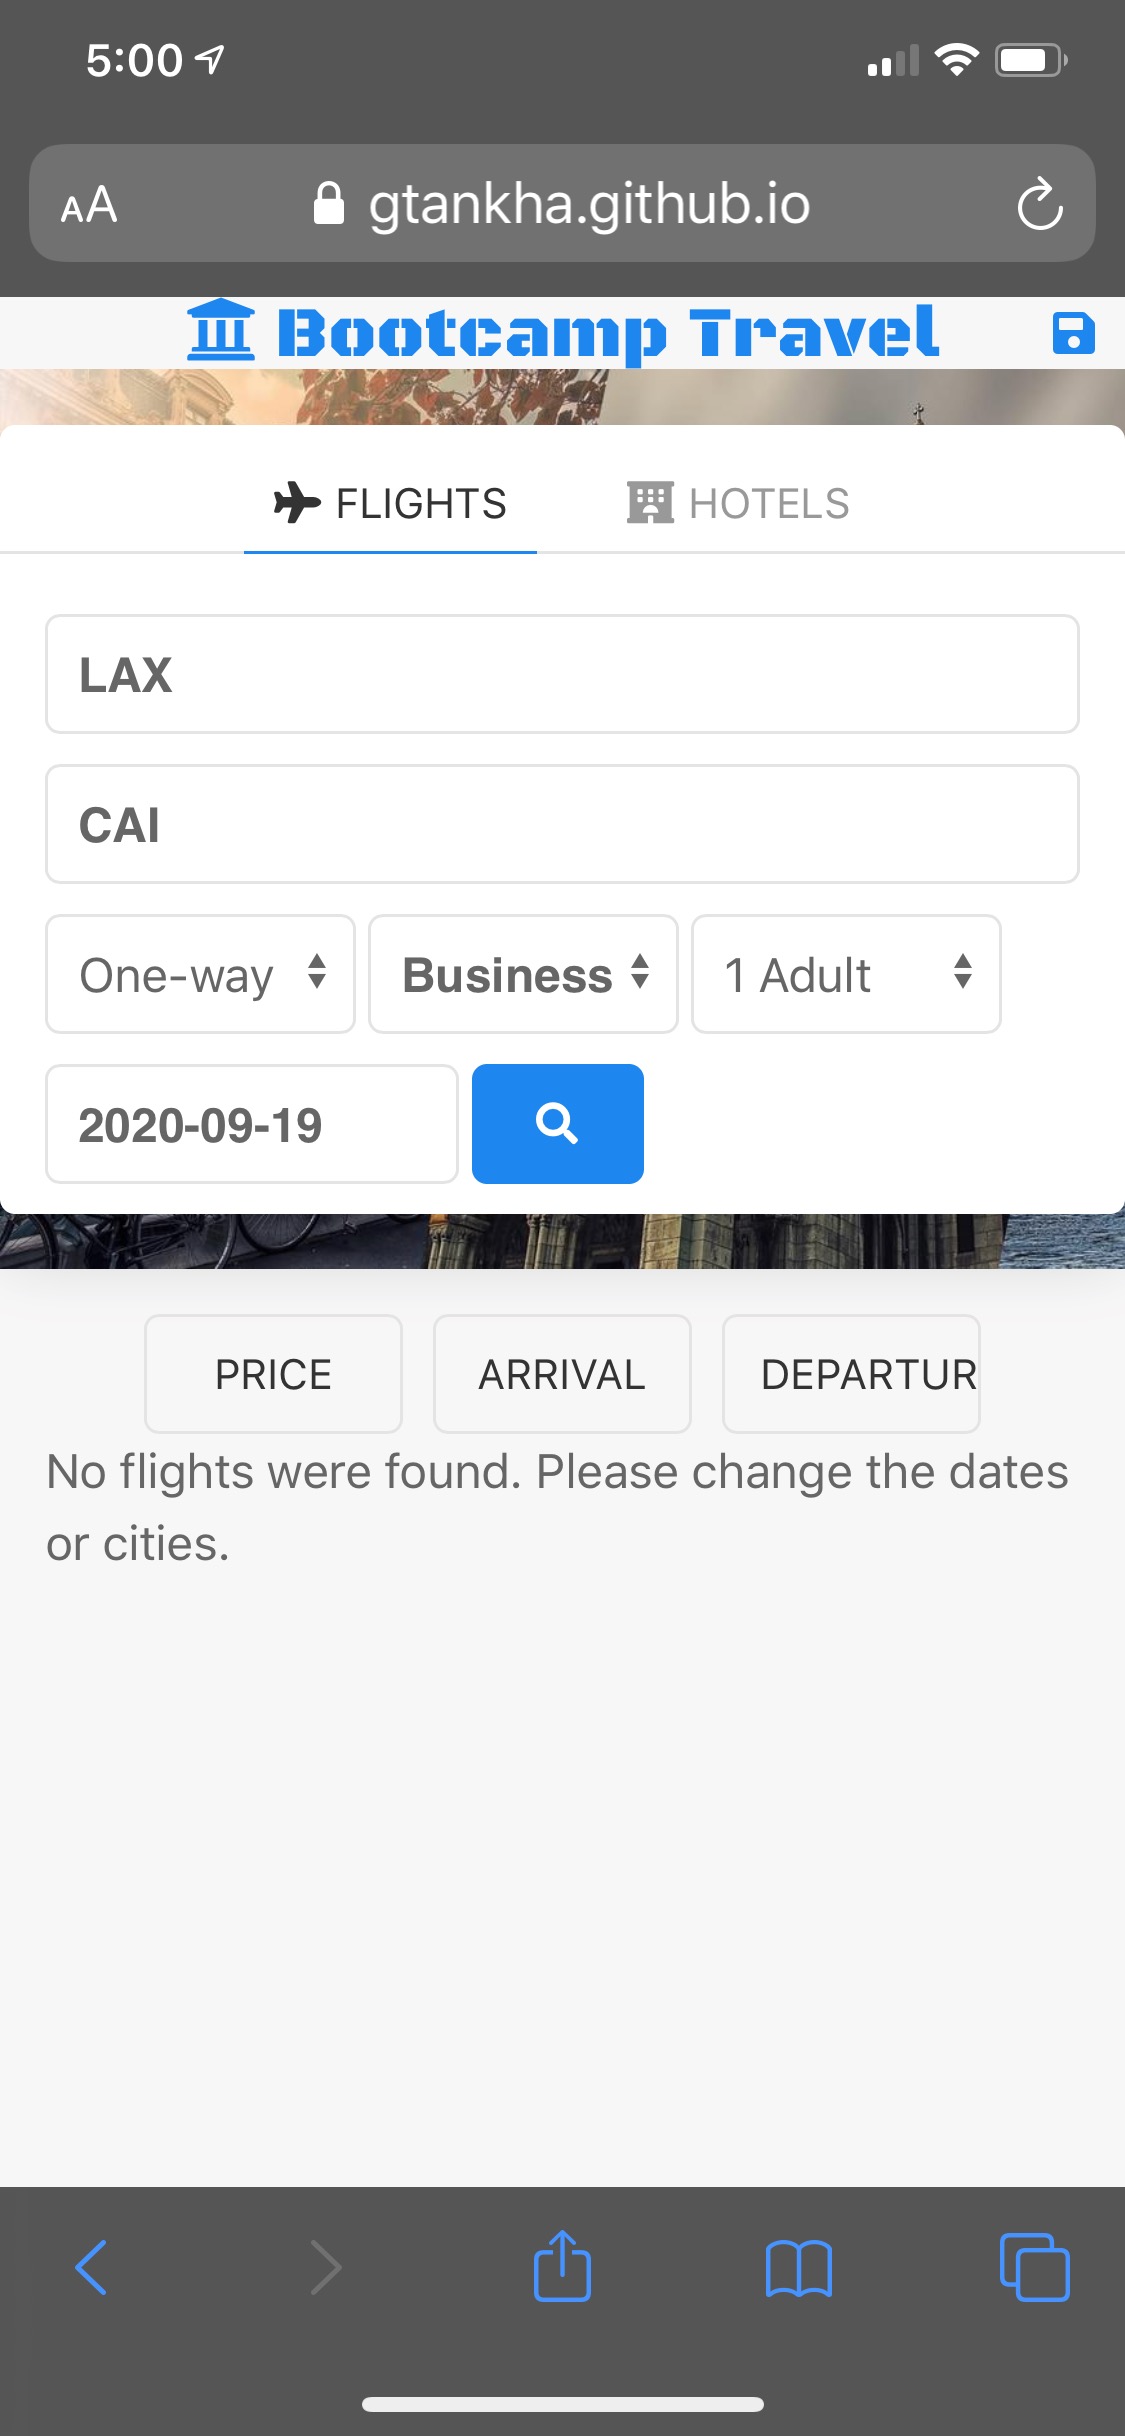 5:00
AA gtankha.github.io
Bootcamp Travel
FLIGHTS HOTELS
LAX
CAI
One-way Business 1 Adult
2020-09-19
PRICE ARRIVAL DEPARTUR
No flights were found. Please change the dates
or cities.